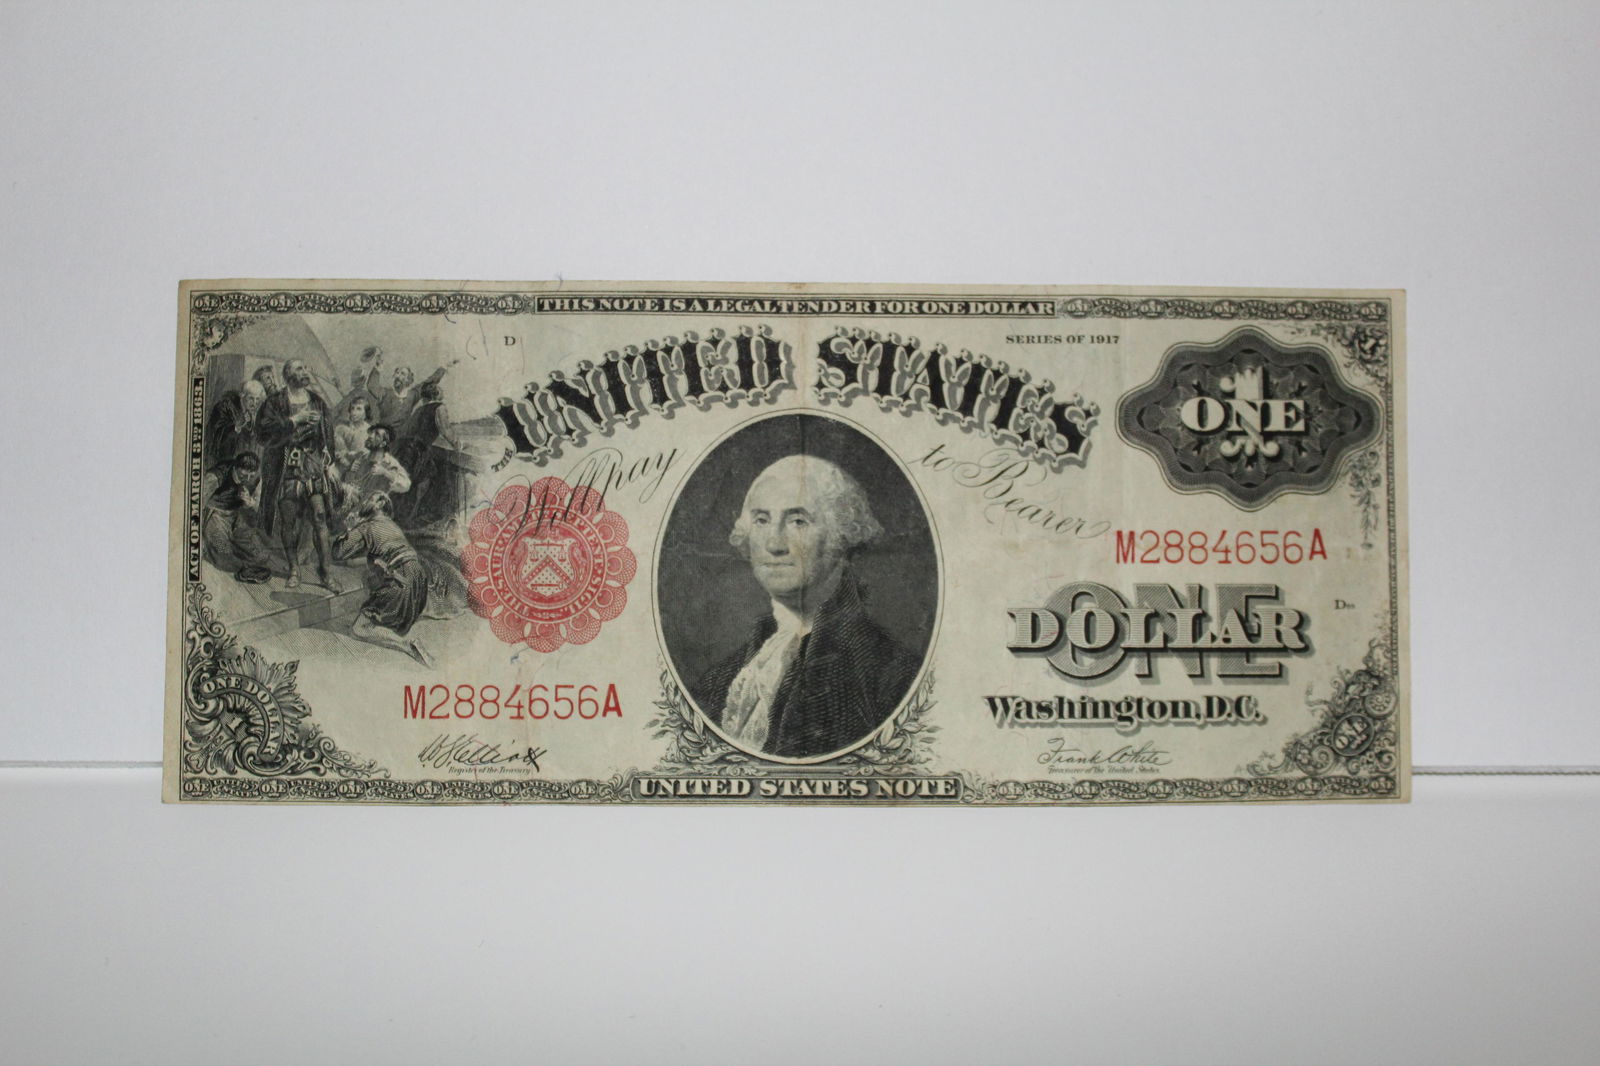 THIS NOTE IS A LEGAL TENDER FOR ONE DOLLAR
D
SERIES OF 1917
THE UNITED STATES
ONE
ACT OF MARCH 3RD 1863.
Will pay to Bearer
M2884656A
ONE
DOLLAR
Washington, D.C.
M2884656A
ONE DOLLAR
Register of the Treasury
Frank White
Treasurer of the United States
ONE
UNITED STATES NOTE